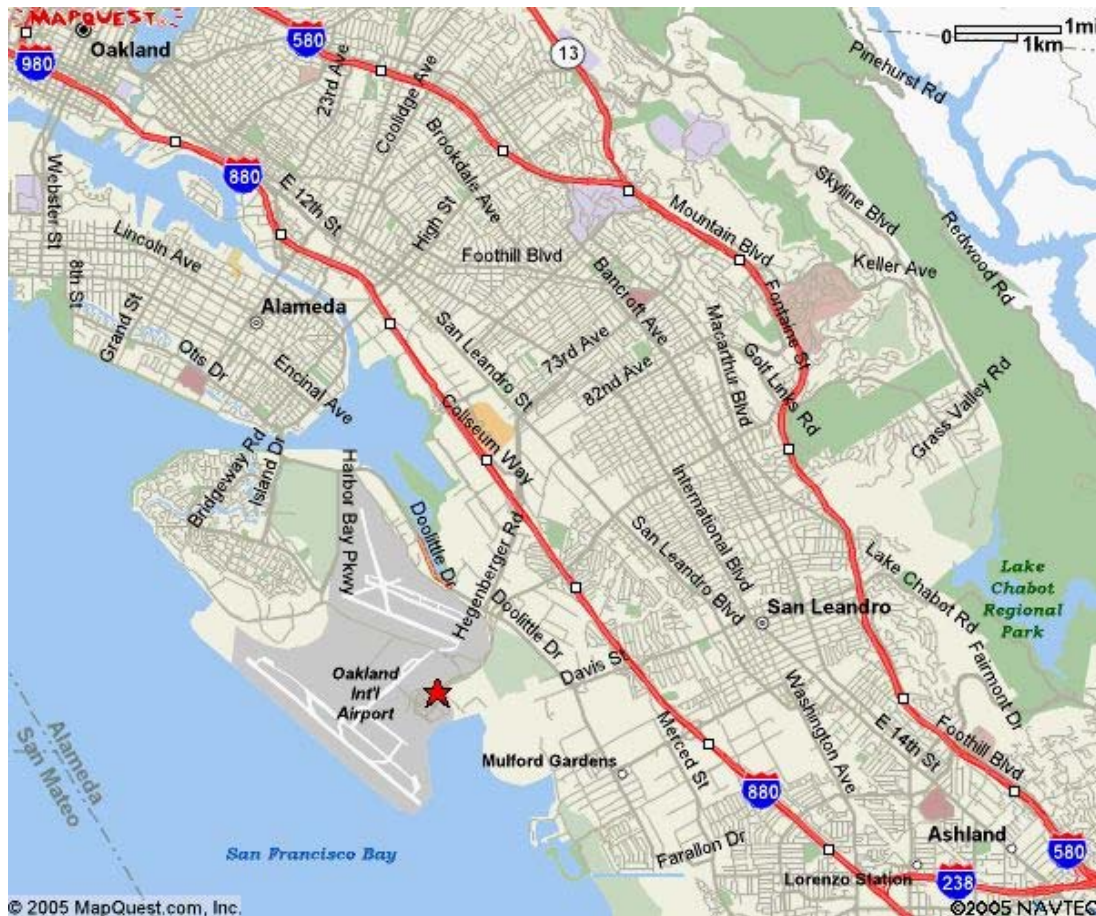 MAPQUEST.
Oakland
980
580
13
0
1mi
1km
Pinehurst Rd
23rd Ave
Coolidge Ave
Brookdale Ave
880
E 12th St
Webster St
Lincoln Ave
8th St
High St
Foothill Blvd
Mountain Blvd
Skyline Blvd
Redwood Rd
Keller Ave
Grand St
Alameda
Otis Dr
Encinal Ave
San Leandro St
Bancroft Ave
73rd Ave
82nd Ave
Macarthur Blvd
Fontaine St
Golf Links Rd
Grass Valley Rd
Coliseum Way
Bridgeway Rd
Island Dr
Harbor Bay Pkwy
Doolittle Dr
Hegenberger Rd
International Blvd
San Leandro Blvd
Doolittle Dr
San Leandro
Lake Chabot Rd
Lake
Chabot
Regional
Park
Fairmont Dr
Oakland
Int'l
Airport
Davis St
Washington Ave
E 14th St
Foothill Blvd
Merced St
Mulford Gardens
Alameda
San Mateo
880
Farallon Dr
Ashland
580
San Francisco Bay
Lorenzo Station
238
© 2005 MapQuest.com, Inc.
©2005 NAVTEQ